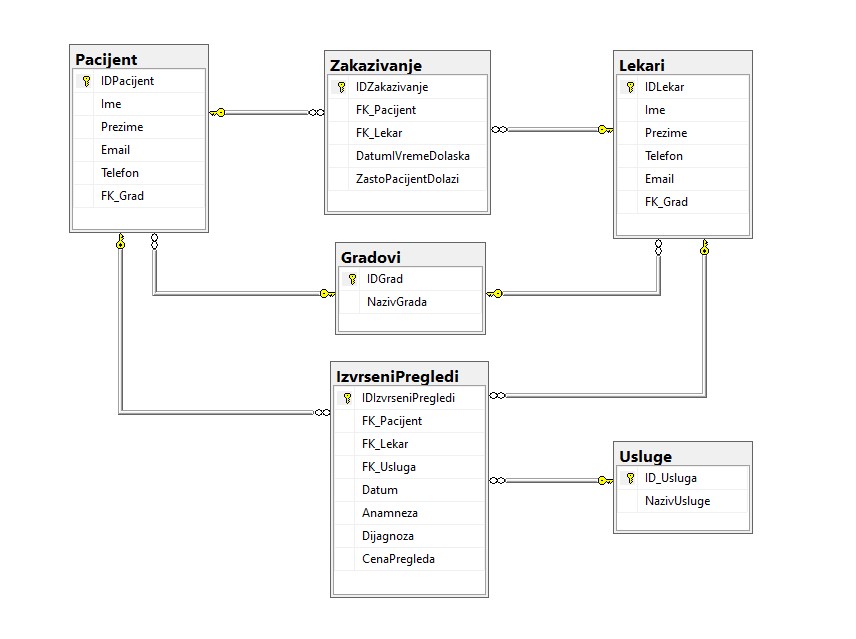 Pacijent
IDPacijent
Ime
Prezime
Email
Telefon
FK_Grad
Zakazivanje
IDZakazivanje
FK_Pacijent
FK_Lekar
DatumIVremeDolaska
ZastoPacijentDolazi
Lekari
IDLekar
Ime
Prezime
Telefon
Email
FK_Grad
Gradovi
IDGrad
NazivGrada
IzvrseniPregledi
IDIzvrseniPregledi
FK_Pacijent
FK_Lekar
FK_Usluga
Datum
Anamneza
Dijagnoza
CenaPregleda
Usluge
ID_Usluga
NazivUsluge